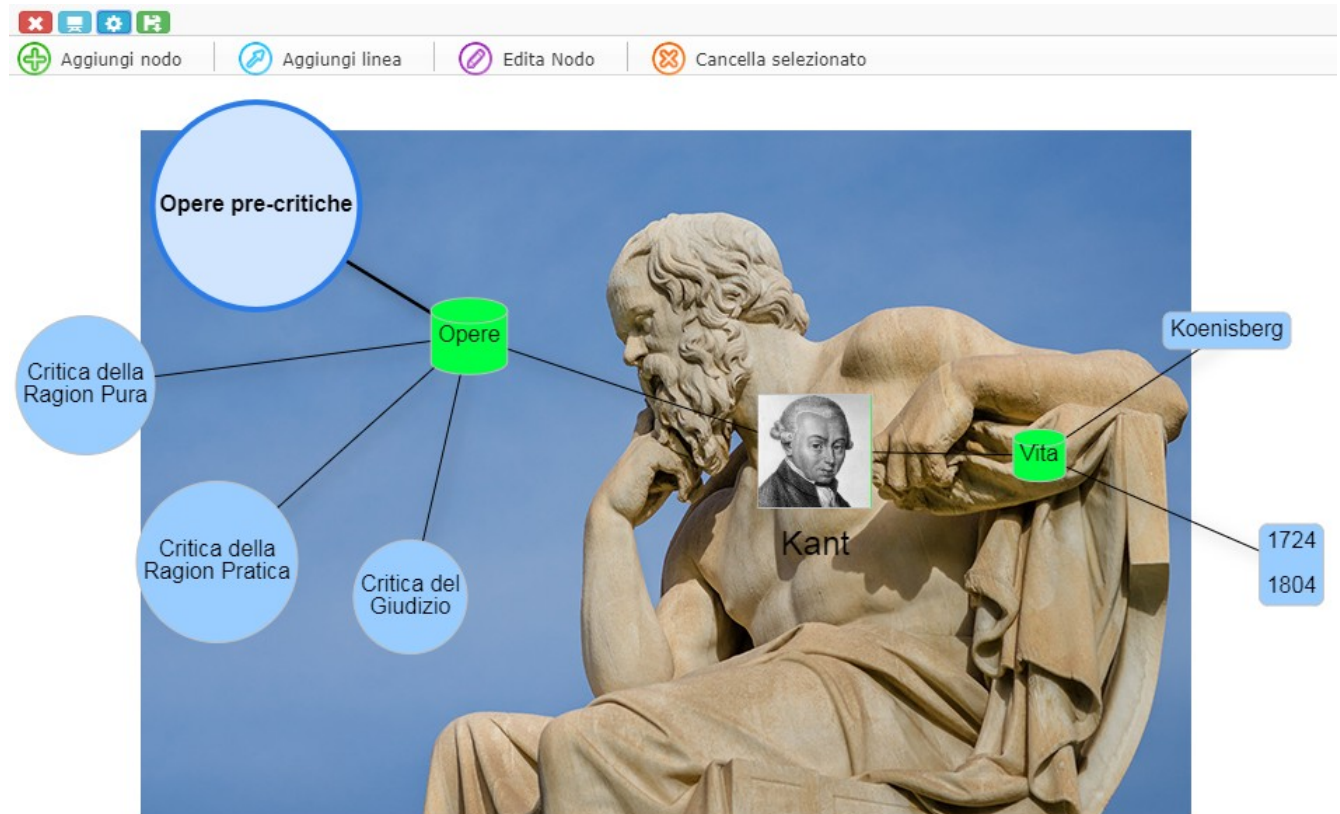 Aggiungi nodo
Aggiungi linea
Edita Nodo
Cancella selezionato
Opere pre-critiche
Opere
Koenisberg
Critica della
Ragion Pura
Vita
Kant
1724
1804
Critica della
Ragion Pratica
Critica del
Giudizio